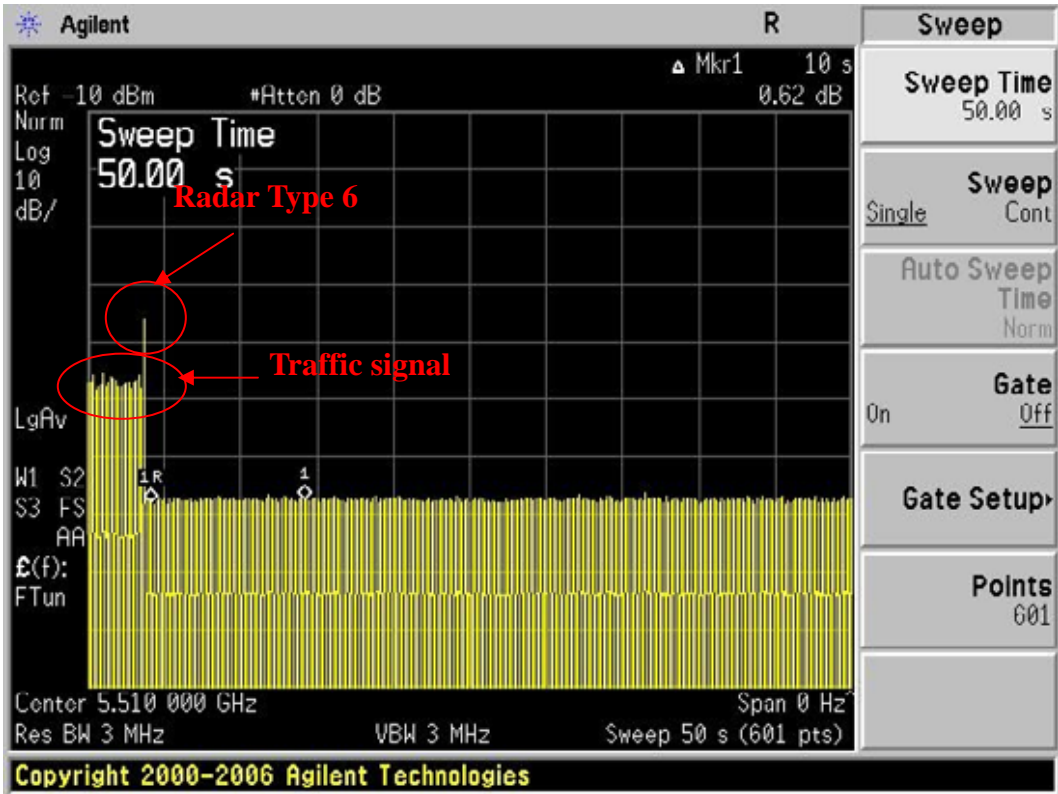 Agilent R Sweep
▵ Mkr1 10 s
Ref -10 dBm #Atten 0 dB 0.62 dB
Norm
Log
10
dB/
Sweep Time
50.00 s
Radar Type 6
Traffic signal
LgAv
W1 S2
S3 FS
AA
£(f):
FTun
1R
1
Center 5.510 000 GHz Span 0 Hz^
Res BW 3 MHz VBW 3 MHz Sweep 50 s (601 pts)
Sweep Time
50.00 s
Sweep
Single Cont
Auto Sweep
Time
Norm
Gate
On Off
Gate Setup▸
Points
601
Copyright 2000-2006 Agilent Technologies